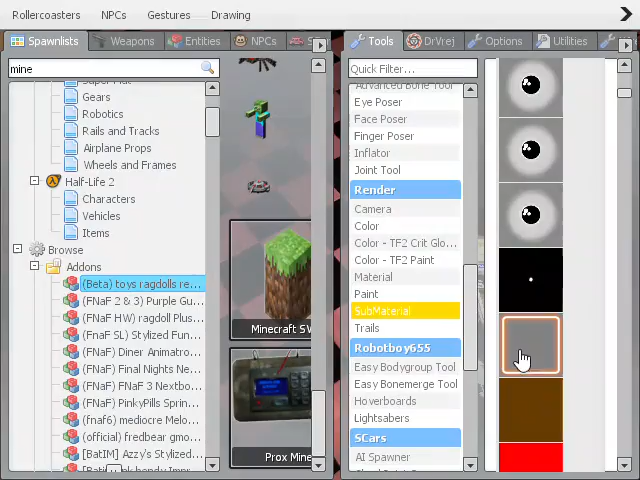 Rollercoasters NPCs Gestures Drawing
Spawnlists Weapons Entities NPCs
Tools DrVrej Options Utilities
mine
Quick Filter...
Gears
Robotics
Rails and Tracks
Airplane Props
Wheels and Frames
Half-Life 2
Characters
Vehicles
Items
Browse
Addons
(Beta) toys ragdolls re...
(FNaF 2 & 3) Purple Gu...
(FNaF HW) ragdoll Plus...
(FnaF SL) Stylized Fun...
(FNAF) Diner Animatro...
(FNAF) Final Nights Ne...
(FNAF) FNAF 3 Nextbo...
(FNAF) PinkyPills Sprin...
(fnaf6) mediocre Melo...
(official) fredbear gmo...
[BatIM] Azzy's Stylized...
Minecraft SW
Prox Mine
Advanced Bone Tool
Eye Poser
Face Poser
Finger Poser
Inflator
Joint Tool
Render
Camera
Color
Color - TF2 Crit Glo...
Color - TF2 Paint
Material
Paint
SubMaterial
Trails
Robotboy655
Easy Bodygroup Tool
Easy Bonemerge Tool
Hoverboards
Lightsabers
SCars
AI Spawner